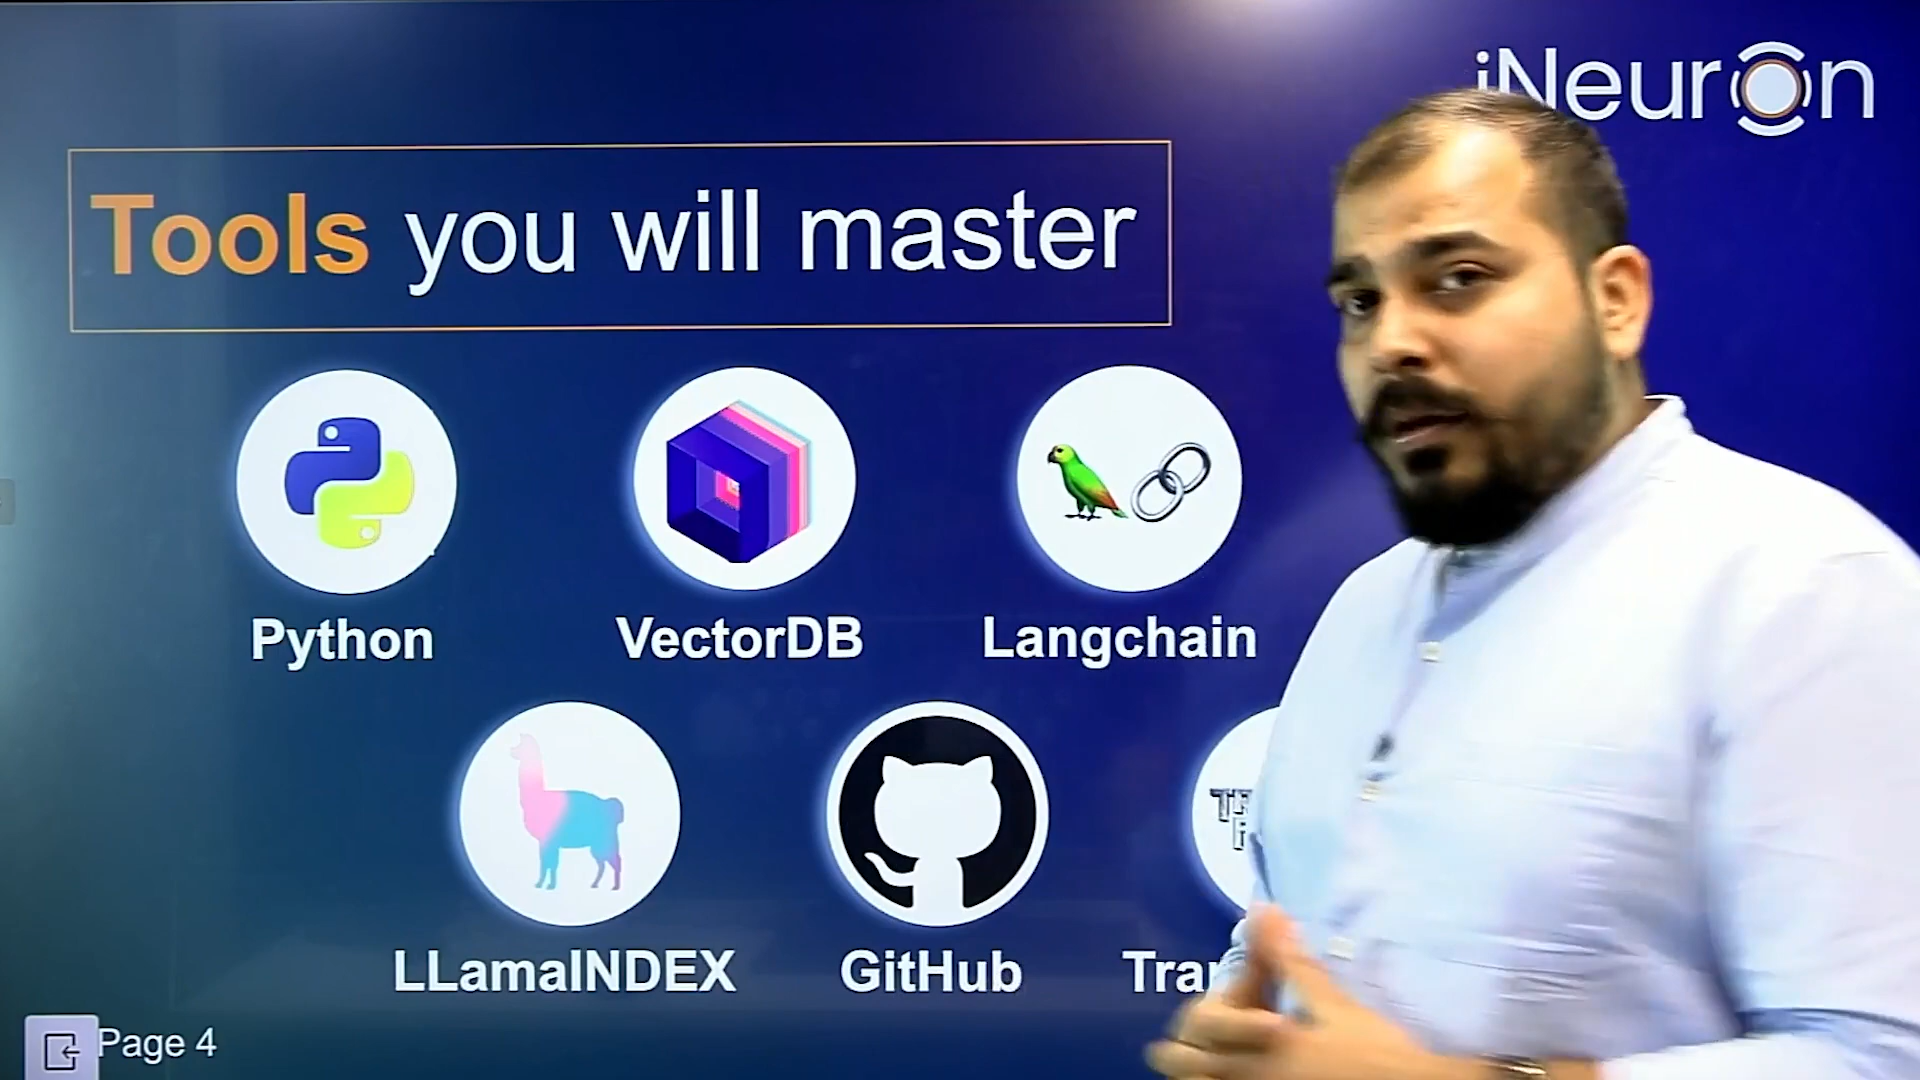 iNeuron
Tools you will master
Python VectorDB Langchain
LLamaINDEX GitHub
Page 4